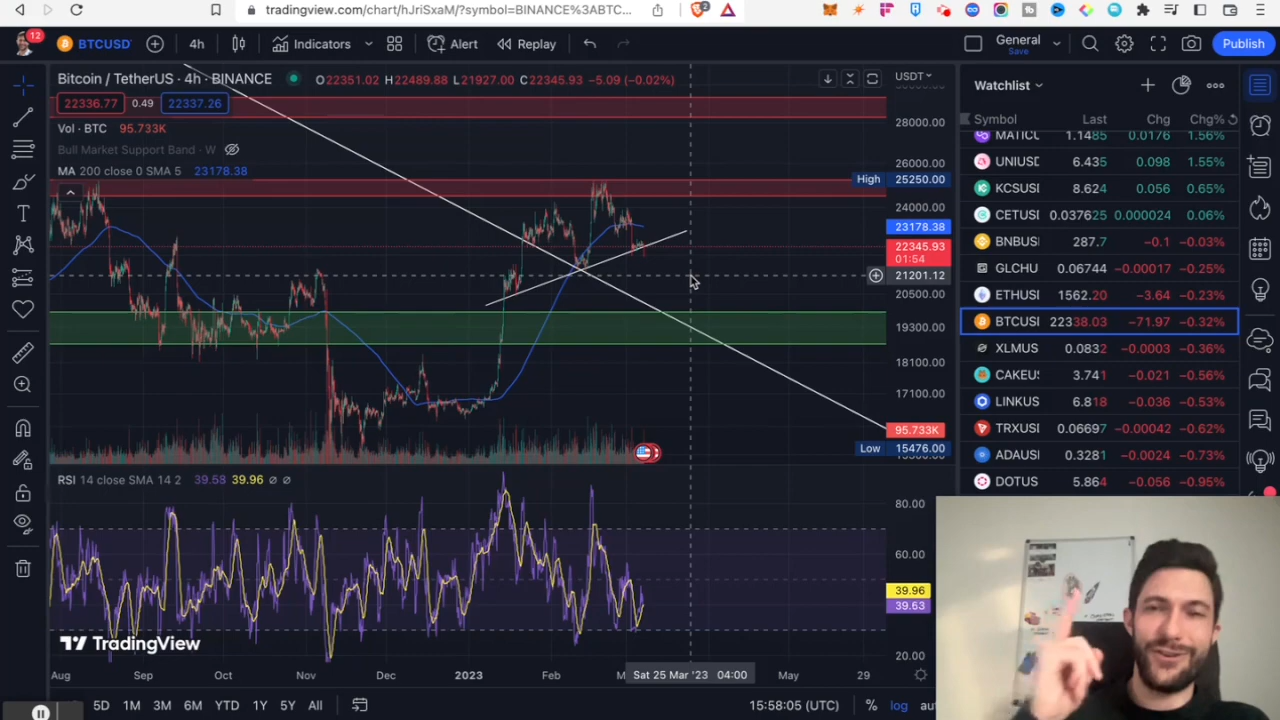 tradingview.com/chart/hJriSxaM/?symbol=BINANCE%3ABTC...
2
12
BTCUSD
4h
Indicators
Alert
Replay
General
Save
Publish
Bitcoin / TetherUS · 4h · BINANCE
O22351.02 H22489.88 L21927.00 C22345.93 −5.09 (−0.02%)
22336.77 0.49 22337.26
Vol · BTC 95.733K
Bull Market Support Band · W
MA 200 close 0 SMA 5 23178.38
USDT
28000.00
26000.00
High 25250.00
24000.00
23178.38
22345.93
01:54
21201.12
20500.00
19300.00
18100.00
17100.00
95.733K
Low 15476.00
RSI 14 close SMA 14 2 39.58 39.96 ∅ ∅
80.00
60.00
39.96
39.63
20.00
TradingView
Aug Sep Oct Nov Dec 2023 Feb M Sat 25 Mar '23 04:00 May 29
5D 1M 3M 6M YTD 1Y 5Y All
15:58:05 (UTC)
% log
Watchlist
Symbol Last Chg Chg%
MATICU 1.1485 0.0176 1.56%
UNIUSD 6.435 0.098 1.55%
KCSUSI 8.624 0.056 0.65%
CETUSI 0.037625 0.000024 0.06%
BNBUSI 287.7 −0.1 −0.03%
GLCHU 0.06744 −0.00017 −0.25%
ETHUSI 1562.20 −3.64 −0.23%
BTCUSI 22338.03 −71.97 −0.32%
XLMUS 0.0832 −0.0003 −0.36%
CAKEU 3.741 −0.021 −0.56%
LINKUS 6.818 −0.036 −0.53%
TRXUSI 0.06697 −0.00042 −0.62%
ADAUSI 0.3281 −0.0024 −0.73%
DOTUS 5.864 −0.056 −0.95%